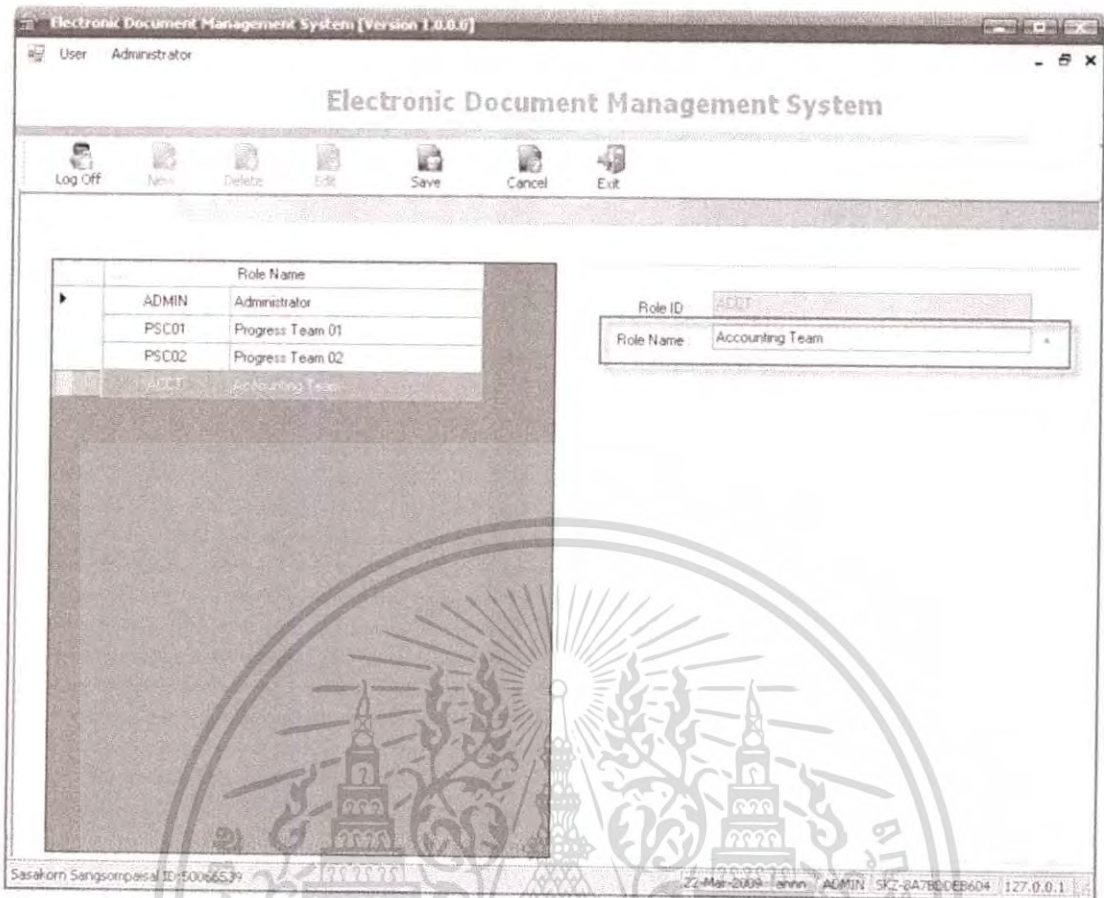 Electronic Document Management System [Version 1.0.0.0]
User Administrator
Electronic Document Management System
Log Off New Delete Edit Save Cancel Exit
Role Name
ADMIN Administrator
PSC01 Progress Team 01
PSC02 Progress Team 02
ACCT Accounting Team
Role ID ACCT
Role Name : Accounting Team
Sasakorn Sangsompaisal ID:50066539 22-Mar-2009 annn ADMIN 127.0.0.1